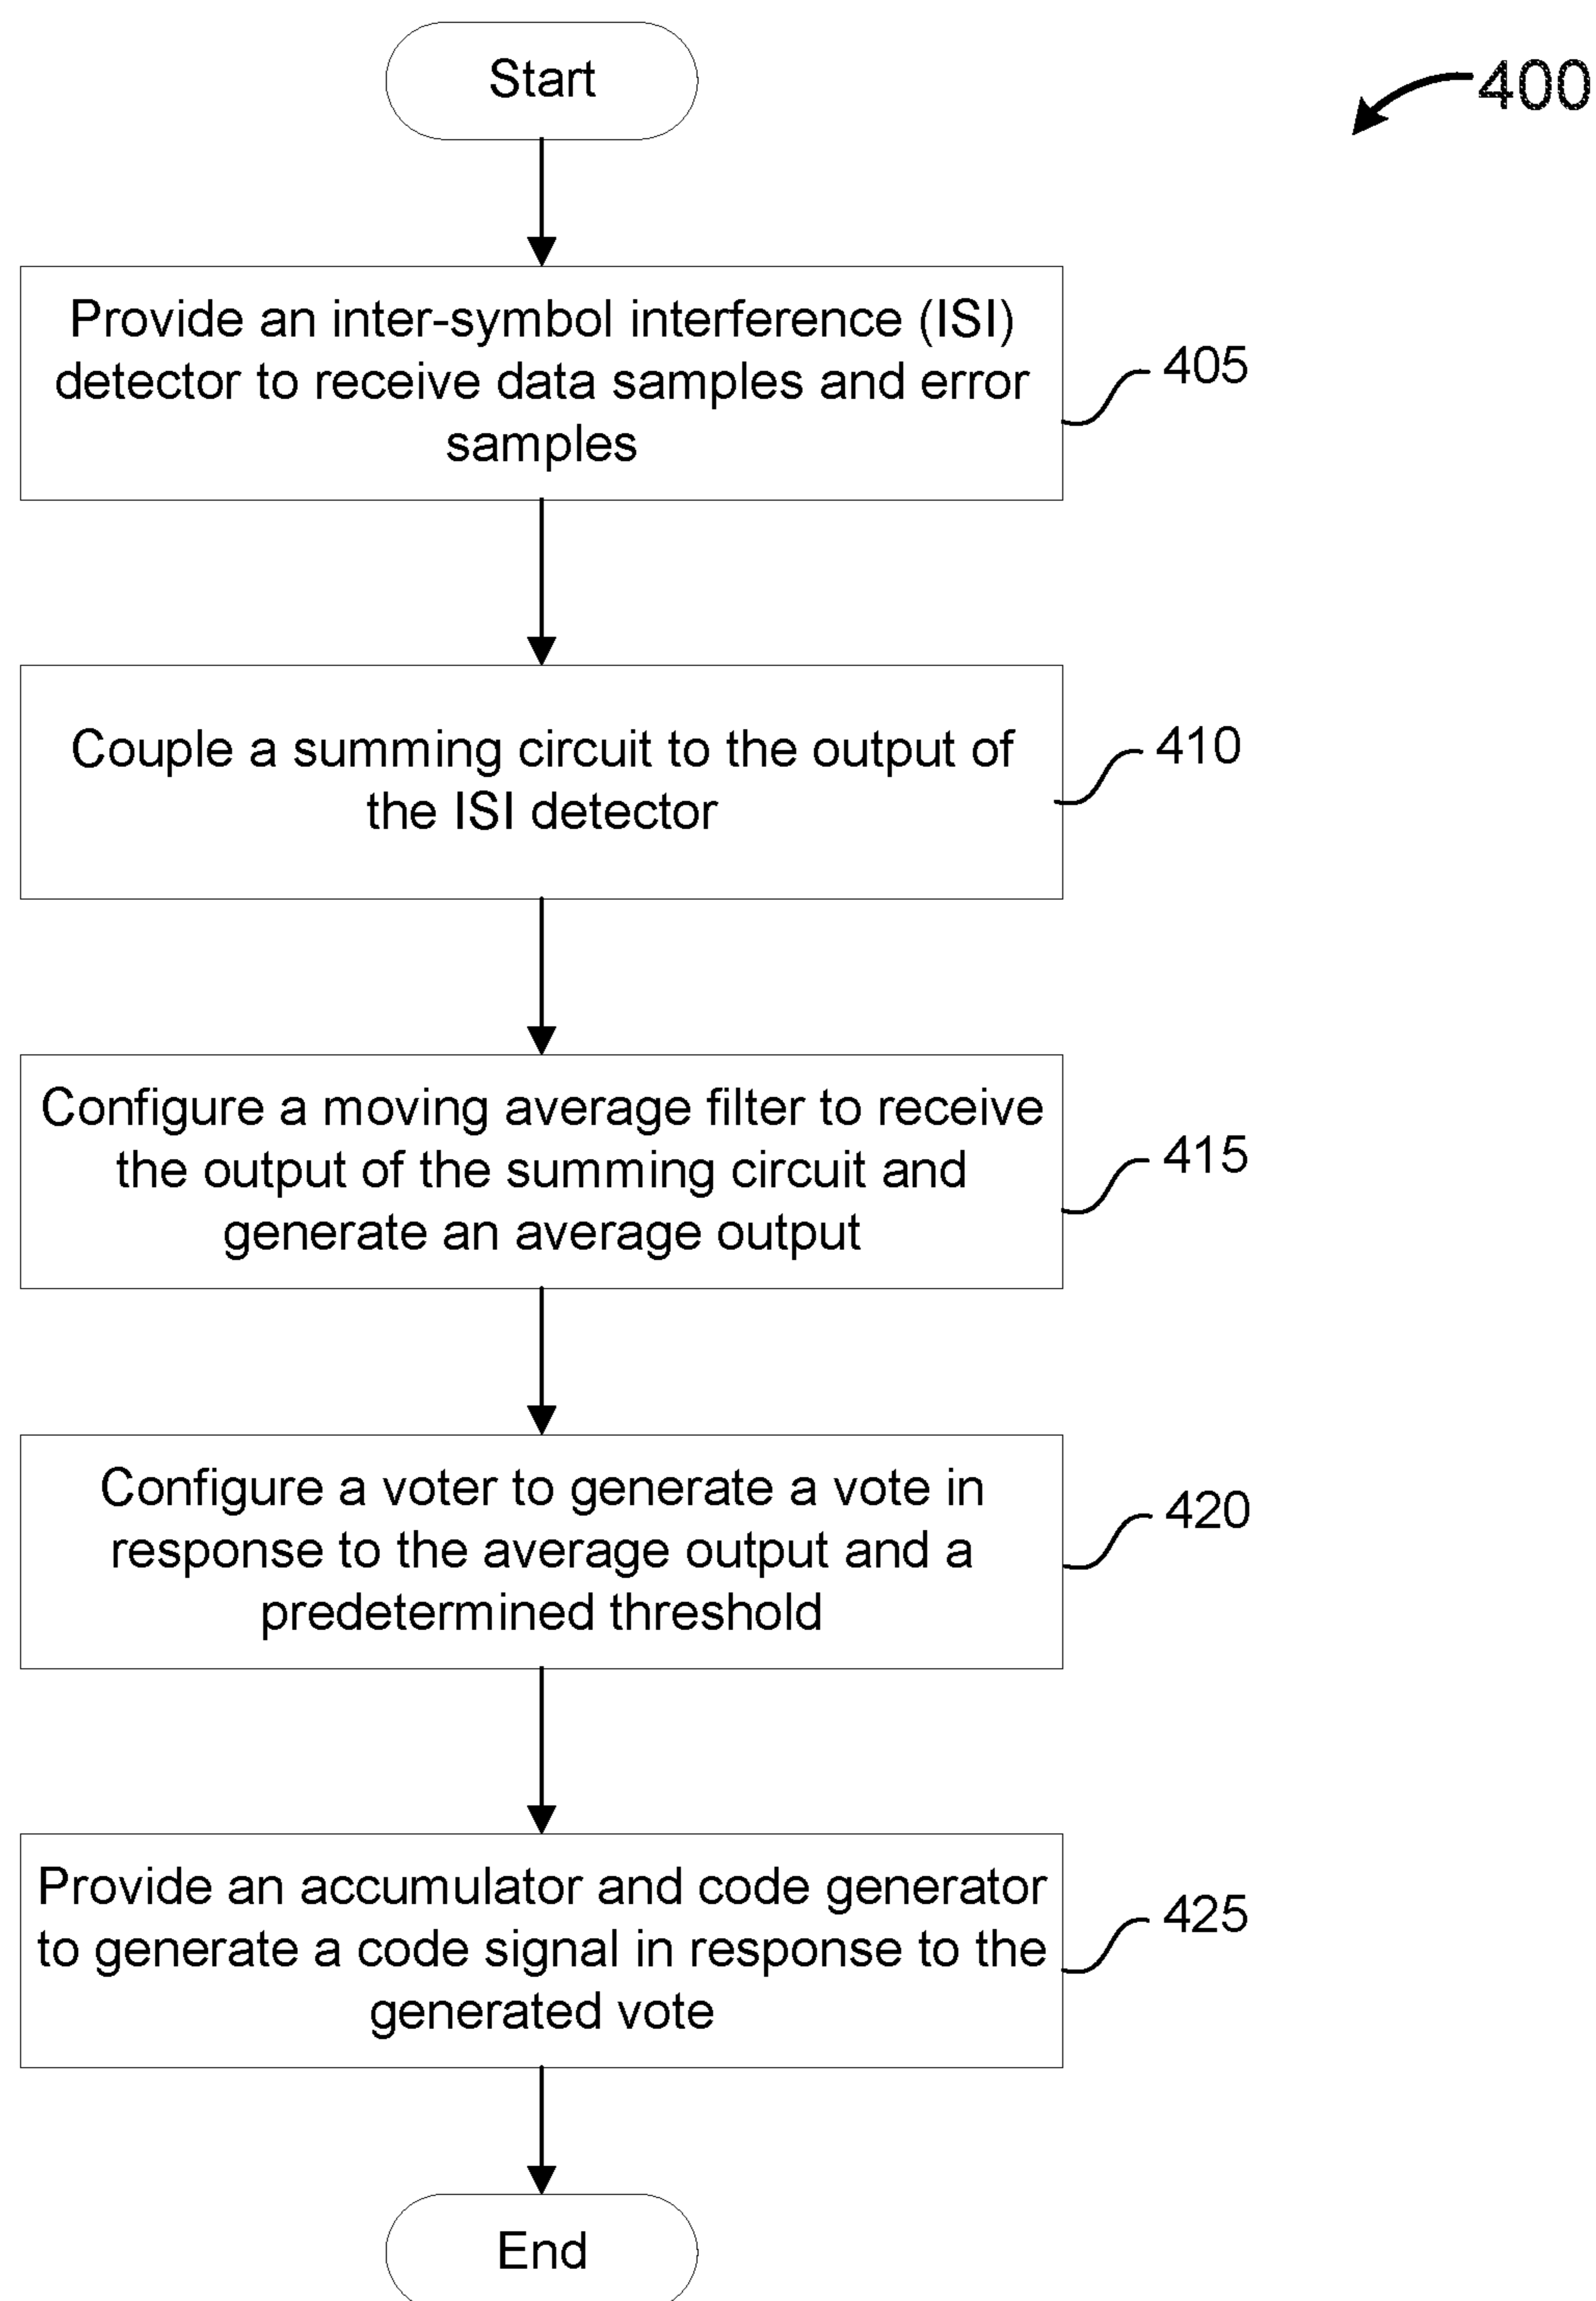 Start
400
Provide an inter-symbol interference (ISI)
detector to receive data samples and error
samples
405
Couple a summing circuit to the output of
the ISI detector
410
Configure a moving average filter to receive
the output of the summing circuit and
generate an average output
415
Configure a voter to generate a vote in
response to the average output and a
predetermined threshold
420
Provide an accumulator and code generator
to generate a code signal in response to the
generated vote
425
End